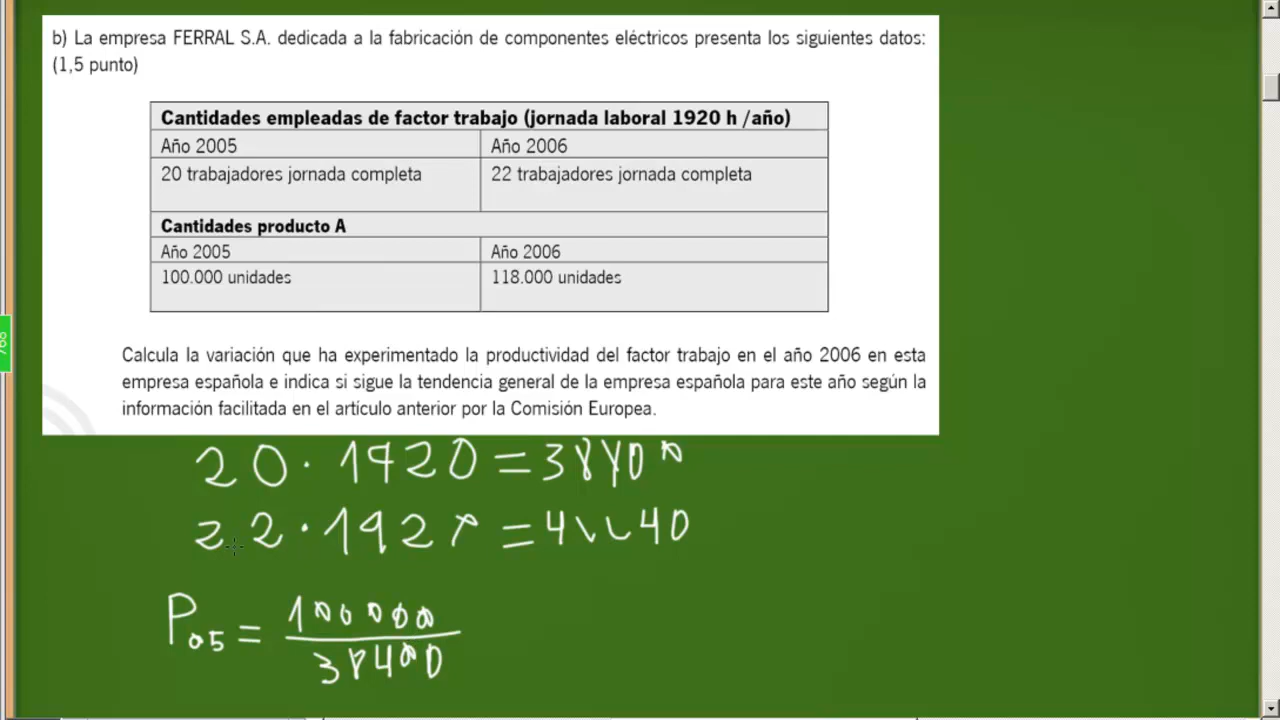 b) La empresa FERRAL S.A. dedicada a la fabricación de componentes eléctricos presenta los siguientes datos:
(1,5 punto)
Cantidades empleadas de factor trabajo (jornada laboral 1920 h /año)
Año 2005 Año 2006
20 trabajadores jornada completa 22 trabajadores jornada completa
Cantidades producto A
Año 2005 Año 2006
100.000 unidades 118.000 unidades
Calcula la variación que ha experimentado la productividad del factor trabajo en el año 2006 en esta
empresa española e indica si sigue la tendencia general de la empresa española para este año según la
información facilitada en el artículo anterior por la Comisión Europea.
20 · 1920 = 38400
22 · 1920 = 42240
P05 = 100000
38400